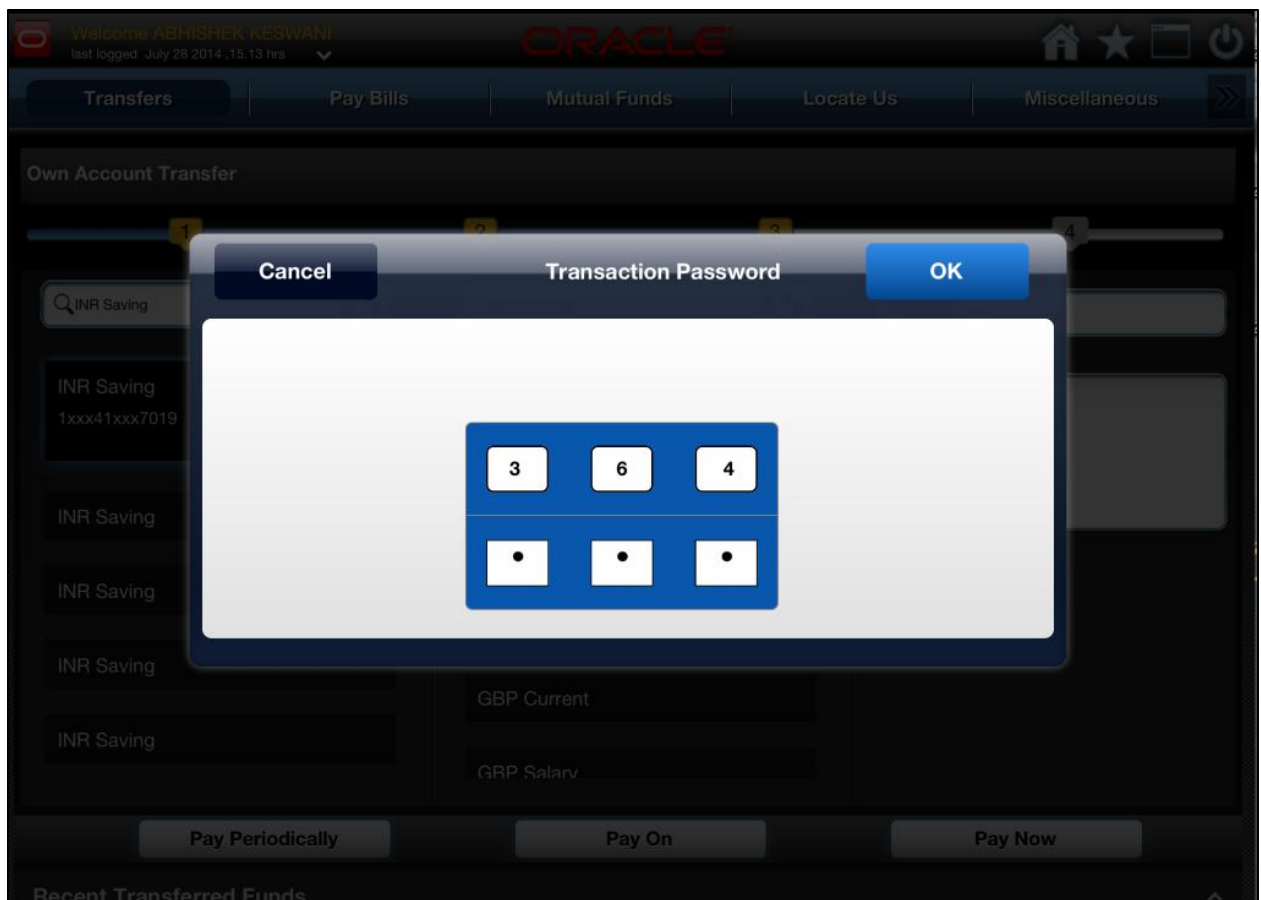 Welcome ABHISHEK KESWANI
last logged July 28 2014 ,15.13 hrs
ORACLE
Transfers Pay Bills Mutual Funds Locate Us Miscellaneous
Own Account Transfer
1 2 3 4
Cancel Transaction Password OK
INR Saving
INR Saving
1xxx41xxx7019
3 6 4
INR Saving
INR Saving
INR Saving
GBP Current
INR Saving
GBP Salary
Pay Periodically Pay On Pay Now
Recent Transferred Funds